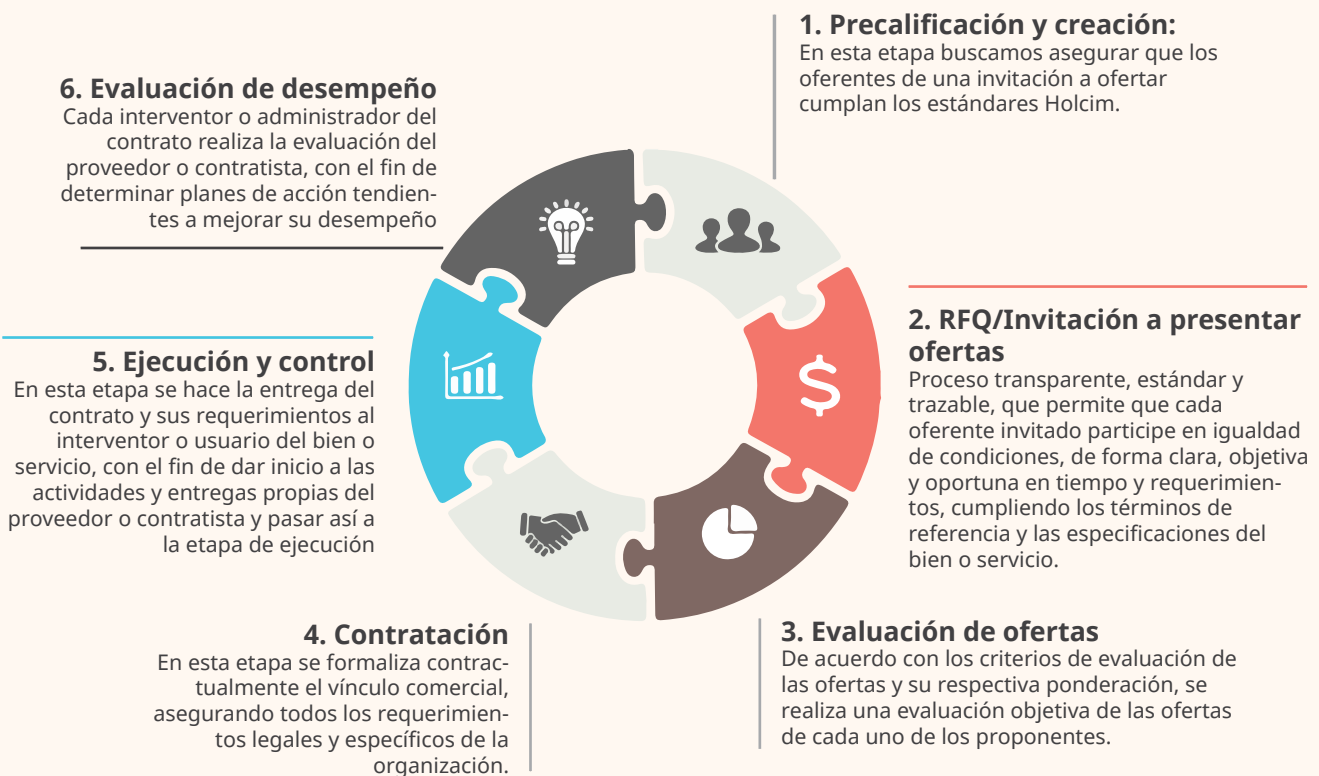 1. Precalificación y creación:
En esta etapa buscamos asegurar que los
oferentes de una invitación a ofertar
cumplan los estándares Holcim.
2. RFQ/Invitación a presentar
ofertas
Proceso transparente, estándar y
trazable, que permite que cada
oferente invitado participe en igualdad
de condiciones, de forma clara, objetiva
y oportuna en tiempo y requerimien-
tos, cumpliendo los términos de
referencia y las especificaciones del
bien o servicio.
3. Evaluación de ofertas
De acuerdo con los criterios de evaluación de
las ofertas y su respectiva ponderación, se
realiza una evaluación objetiva de las ofertas
de cada uno de los proponentes.
4. Contratación
En esta etapa se formaliza contrac-
tualmente el vínculo comercial,
asegurando todos los requerimien-
tos legales y específicos de la
organización.
5. Ejecución y control
En esta etapa se hace la entrega del
contrato y sus requerimientos al
interventor o usuario del bien o
servicio, con el fin de dar inicio a las
actividades y entregas propias del
proveedor o contratista y pasar así a
la etapa de ejecución
6. Evaluación de desempeño
Cada interventor o administrador del
contrato realiza la evaluación del
proveedor o contratista, con el fin de
determinar planes de acción tendien-
tes a mejorar su desempeño
$